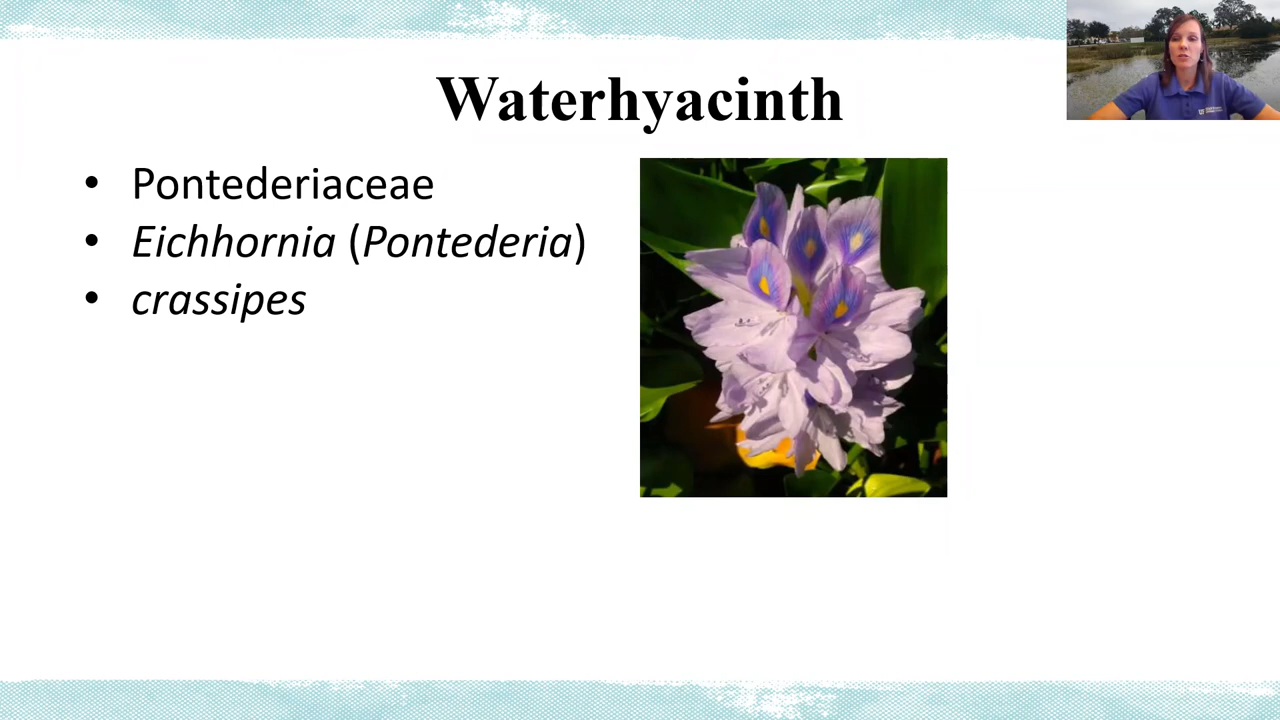 Waterhyacinth
• Pontederiaceae
• Eichhornia (Pontederia)
• crassipes